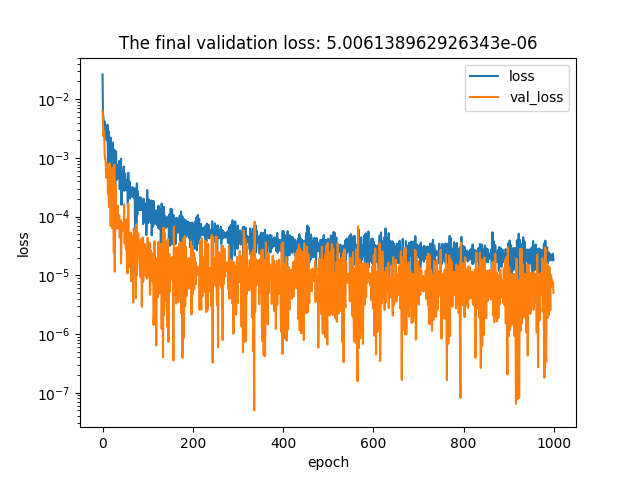 The final validation loss: 5.006138962926343e-06
loss
val_loss
10⁻²
10⁻³
10⁻⁴
10⁻⁵
10⁻⁶
10⁻⁷
loss
0 200 400 600 800 1000
epoch